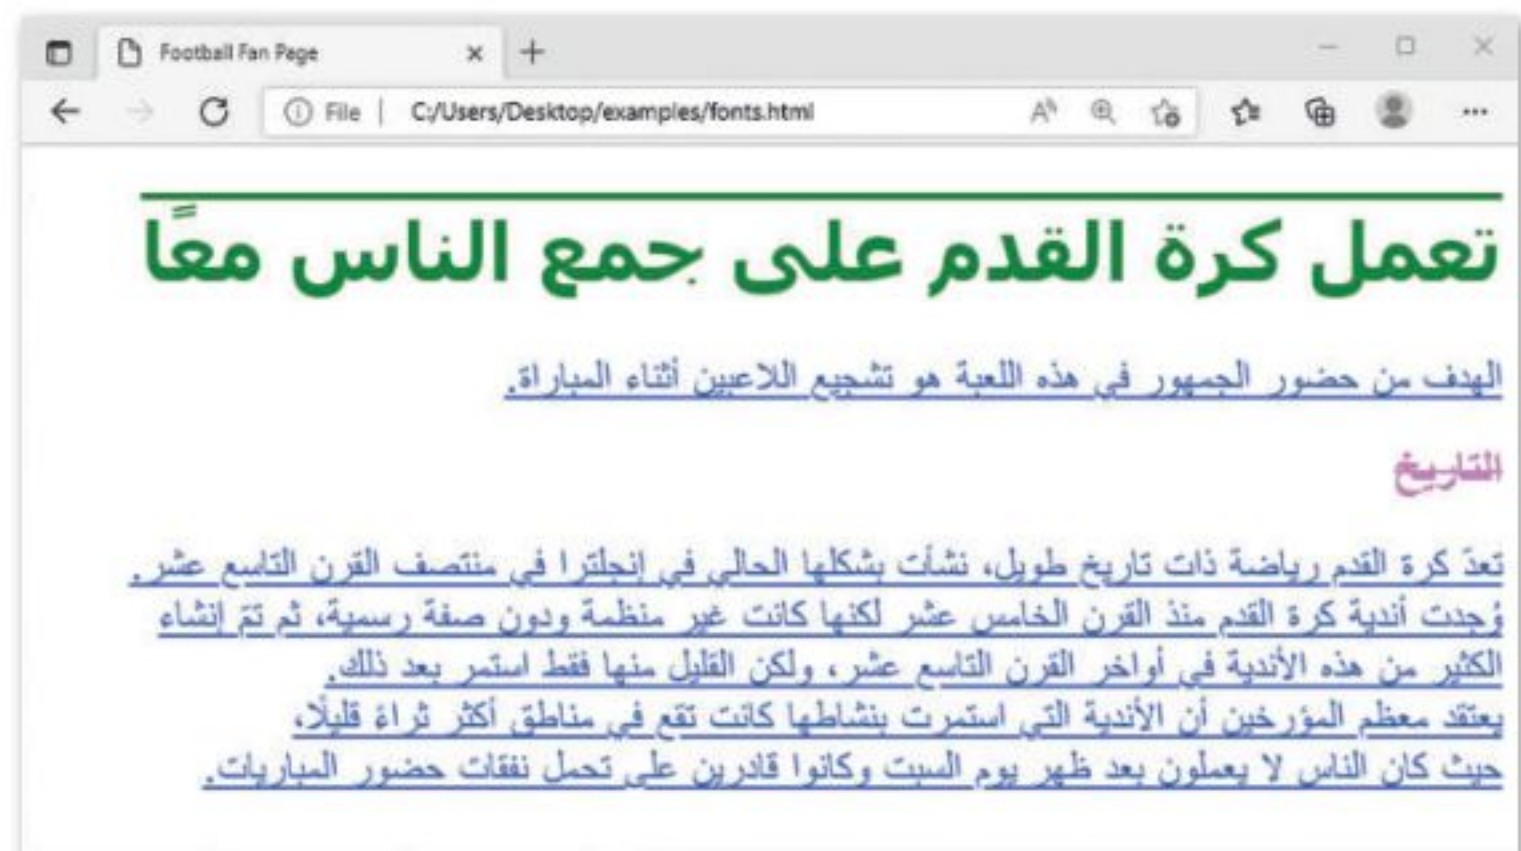 Football Fan Page
File | C:/Users/Desktop/examples/fonts.html
تعمل كرة القدم على جمع الناس معًا
الهدف من حضور الجمهور في هذه اللعبة هو تشجيع اللاعبين أثناء المباراة.
التاريخ
تعدّ كرة القدم رياضة ذات تاريخ طويل، نشأت بشكلها الحالي في إنجلترا في منتصف القرن التاسع عشر.
وُجدت أندية كرة القدم منذ القرن الخامس عشر لكنها كانت غير منظمة ودون صفة رسمية، ثم تمّ إنشاء
الكثير من هذه الأندية في أواخر القرن التاسع عشر، ولكن القليل منها فقط استمر بعد ذلك.
يعتقد معظم المؤرخين أن الأندية التي استمرت بنشاطها كانت تقع في مناطق أكثر ثراءً قليلًا،
حيث كان الناس لا يعملون بعد ظهر يوم السبت وكانوا قادرين على تحمل نفقات حضور المباريات.